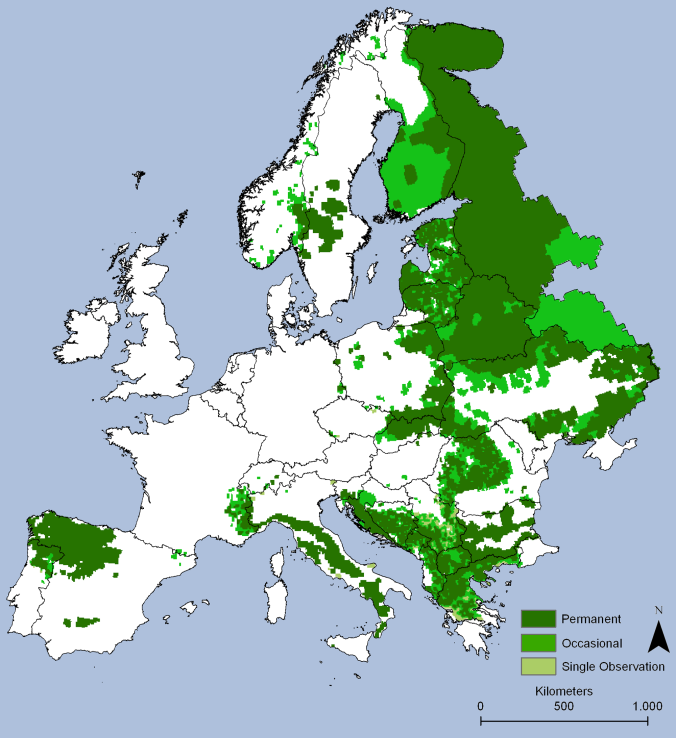 N
Permanent
Occasional
Single Observation
Kilometers
0 500 1.000